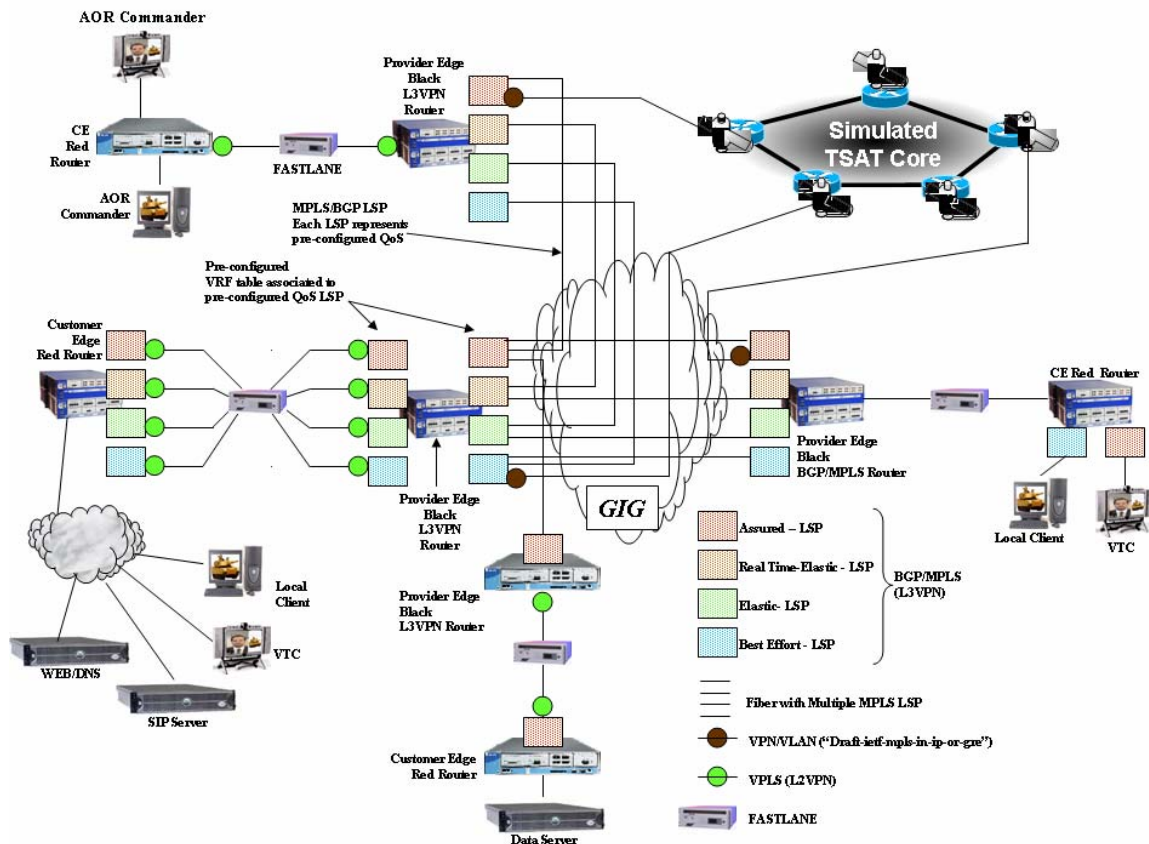 AOR Commander
CE
Red
Router
FASTLANE
Provider Edge
Black
L3VPN
Router
AOR
Commander
Simulated
TSAT Core
MPLS/BGP LSP
Each LSP represents
pre-configured QoS
Pre-configured
VRF table associated to
pre-configured QoS LSP
Customer
Edge
Red Router
Provider Edge
Black
L3VPN
Router
GIG
CE Red Router
Provider Edge
Black
BGP/MPLS Router
Local Client
VTC
Local
Client
VTC
WEB/DNS
SIP Server
Provider Edge
Black
L3VPN Router
Customer Edge
Red Router
Data Server
Assured – LSP
Real Time-Elastic - LSP
Elastic- LSP
Best Effort - LSP
BGP/MPLS
(L3VPN)
Fiber with Multiple MPLS LSP
VPN/VLAN (“Draft-ietf-mpls-in-ip-or-gre”)
VPLS (L2VPN)
FASTLANE